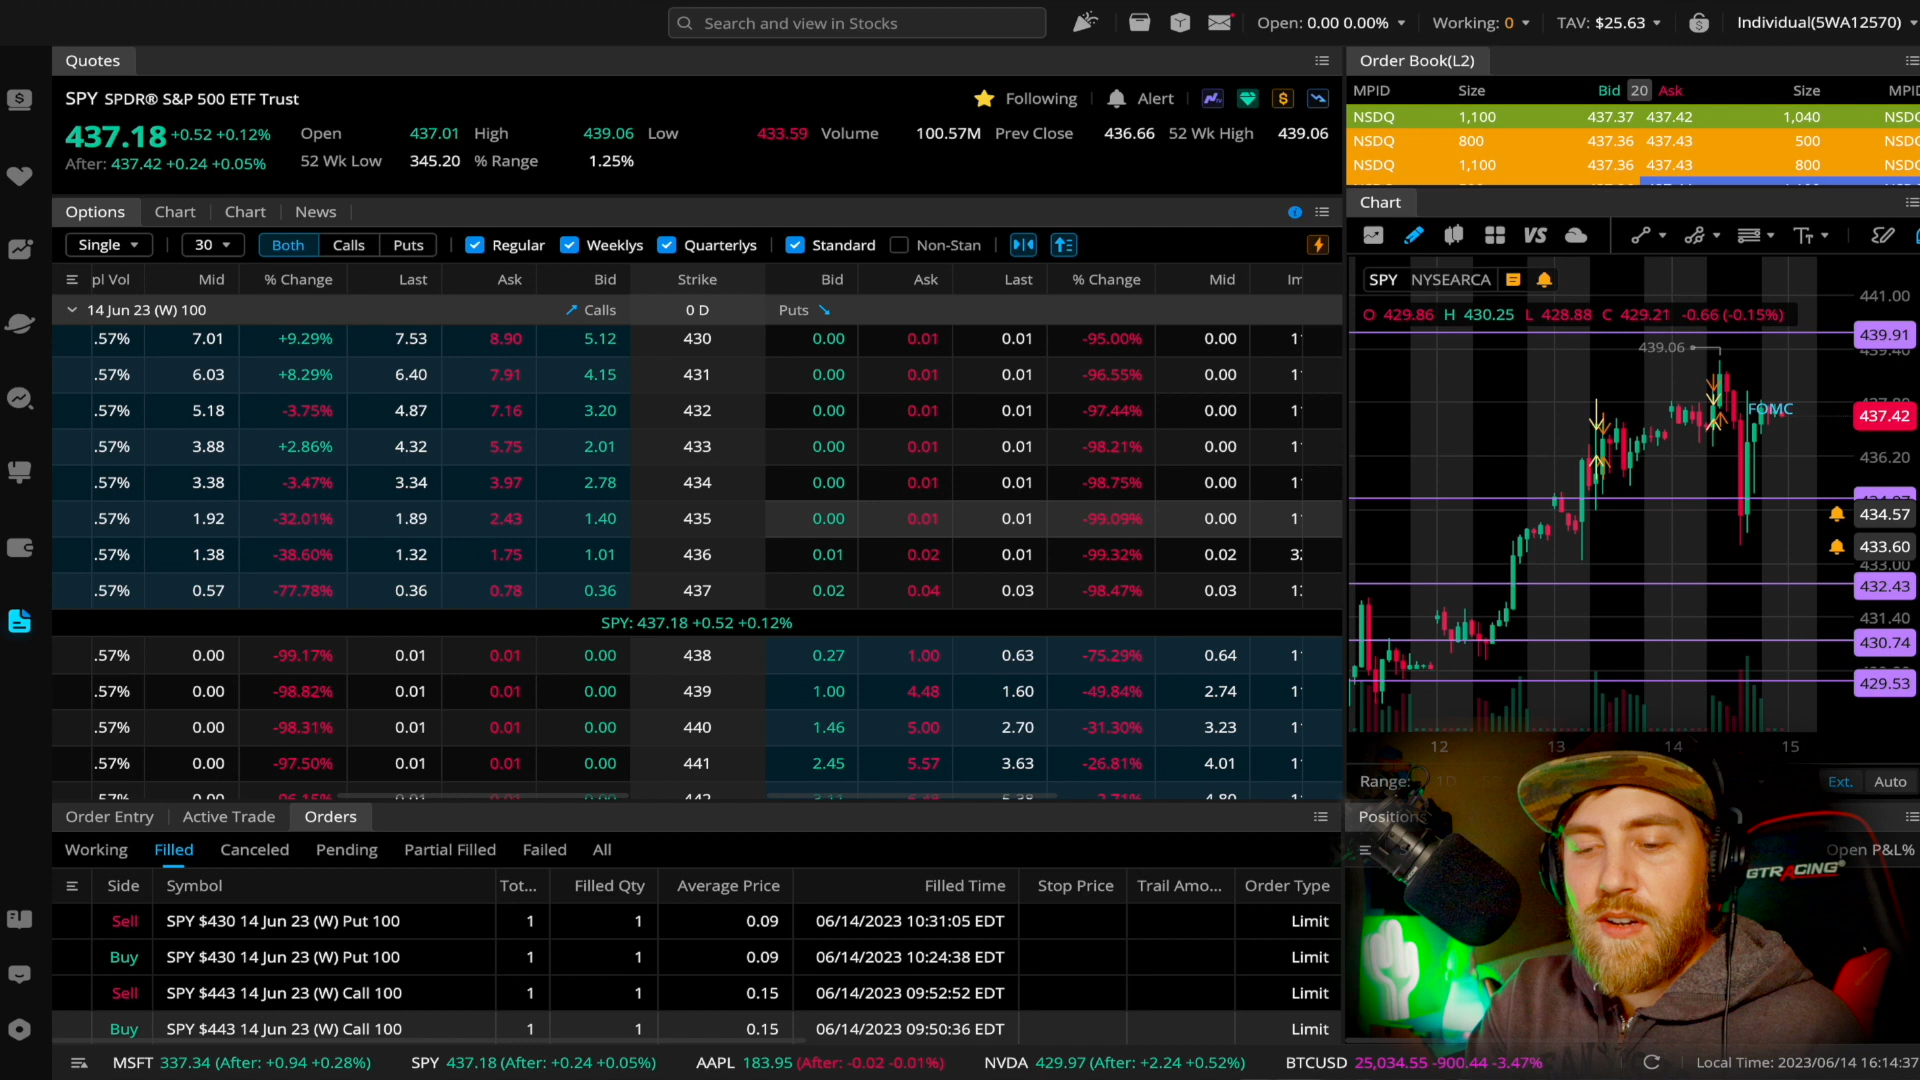 Search and view in Stocks
Open: 0.00 0.00%
Working: 0
TAV: $25.63
Individual(5WA12570)
Quotes
SPY SPDR® S&P 500 ETF Trust
Following
Alert
437.18 +0.52 +0.12%
Open 437.01 High 439.06 Low 433.59 Volume 100.57M Prev Close 436.66 52 Wk High 439.06
After: 437.42 +0.24 +0.05%
52 Wk Low 345.20 % Range 1.25%
Options Chart Chart News
Single 30 Both Calls Puts Regular Weeklys Quarterlys Standard Non-Stan
pl Vol Mid % Change Last Ask Bid Strike Bid Ask Last % Change Mid Im
14 Jun 23 (W) 100 Calls 0 D Puts
.57% 7.01 +9.29% 7.53 8.90 5.12 430 0.00 0.01 0.01 -95.00% 0.00
.57% 6.03 +8.29% 6.40 7.91 4.15 431 0.00 0.01 0.01 -96.55% 0.00
.57% 5.18 -3.75% 4.87 7.16 3.20 432 0.00 0.01 0.01 -97.44% 0.00
.57% 3.88 +2.86% 4.32 5.75 2.01 433 0.00 0.01 0.01 -98.21% 0.00
.57% 3.38 -3.47% 3.34 3.97 2.78 434 0.00 0.01 0.01 -98.75% 0.00
.57% 1.92 -32.01% 1.89 2.43 1.40 435 0.00 0.01 0.01 -99.09% 0.00
.57% 1.38 -38.60% 1.32 1.75 1.01 436 0.01 0.02 0.01 -99.32% 0.02
.57% 0.57 -77.78% 0.36 0.78 0.36 437 0.02 0.04 0.03 -98.47% 0.03
SPY: 437.18 +0.52 +0.12%
.57% 0.00 -99.17% 0.01 0.01 0.00 438 0.27 1.00 0.63 -75.29% 0.64
.57% 0.00 -98.82% 0.01 0.01 0.00 439 1.00 4.48 1.60 -49.84% 2.74
.57% 0.00 -98.31% 0.01 0.01 0.00 440 1.46 5.00 2.70 -31.30% 3.23
.57% 0.00 -97.50% 0.01 0.01 0.00 441 2.45 5.57 3.63 -26.81% 4.01
Order Entry Active Trade Orders
Working Filled Canceled Pending Partial Filled Failed All
Side Symbol Tot... Filled Qty Average Price Filled Time Stop Price Trail Amo... Order Type
Sell SPY $430 14 Jun 23 (W) Put 100 1 1 0.09 06/14/2023 10:31:05 EDT Limit
Buy SPY $430 14 Jun 23 (W) Put 100 1 1 0.09 06/14/2023 10:24:38 EDT Limit
Sell SPY $443 14 Jun 23 (W) Call 100 1 1 0.15 06/14/2023 09:52:52 EDT Limit
Buy SPY $443 14 Jun 23 (W) Call 100 1 1 0.15 06/14/2023 09:50:36 EDT Limit
Order Book(L2)
MPID Size Bid 20 Ask Size MPI
NSDQ 1,100 437.37 437.42 1,040 NSD
NSDQ 800 437.36 437.43 500 NSD
NSDQ 1,100 437.36 437.43 800 NSD
Chart
VS
SPY NYSEARCA
O 429.86 H 430.25 L 428.88 C 429.21 -0.66 (-0.15%)
441.00
439.91
439.06
FOMC
437.42
436.20
434.57
433.60
433.00
432.43
431.40
430.74
429.53
12 13 14 15
Range: 1D Ext. Auto
Positions
Open P&L%
GTRACING®
MSFT 337.34 (After: +0.94 +0.28%) SPY 437.18 (After: +0.24 +0.05%) AAPL 183.95 (After: -0.02 -0.01%) NVDA 429.97 (After: +2.24 +0.52%) BTCUSD 25,034.55 -900.44 -3.47% Local Time: 2023/06/14 16:14:37